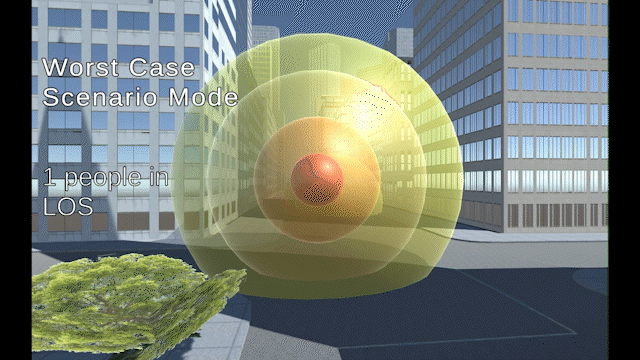 Worst Case
Scenario Mode
1 people in
LOS